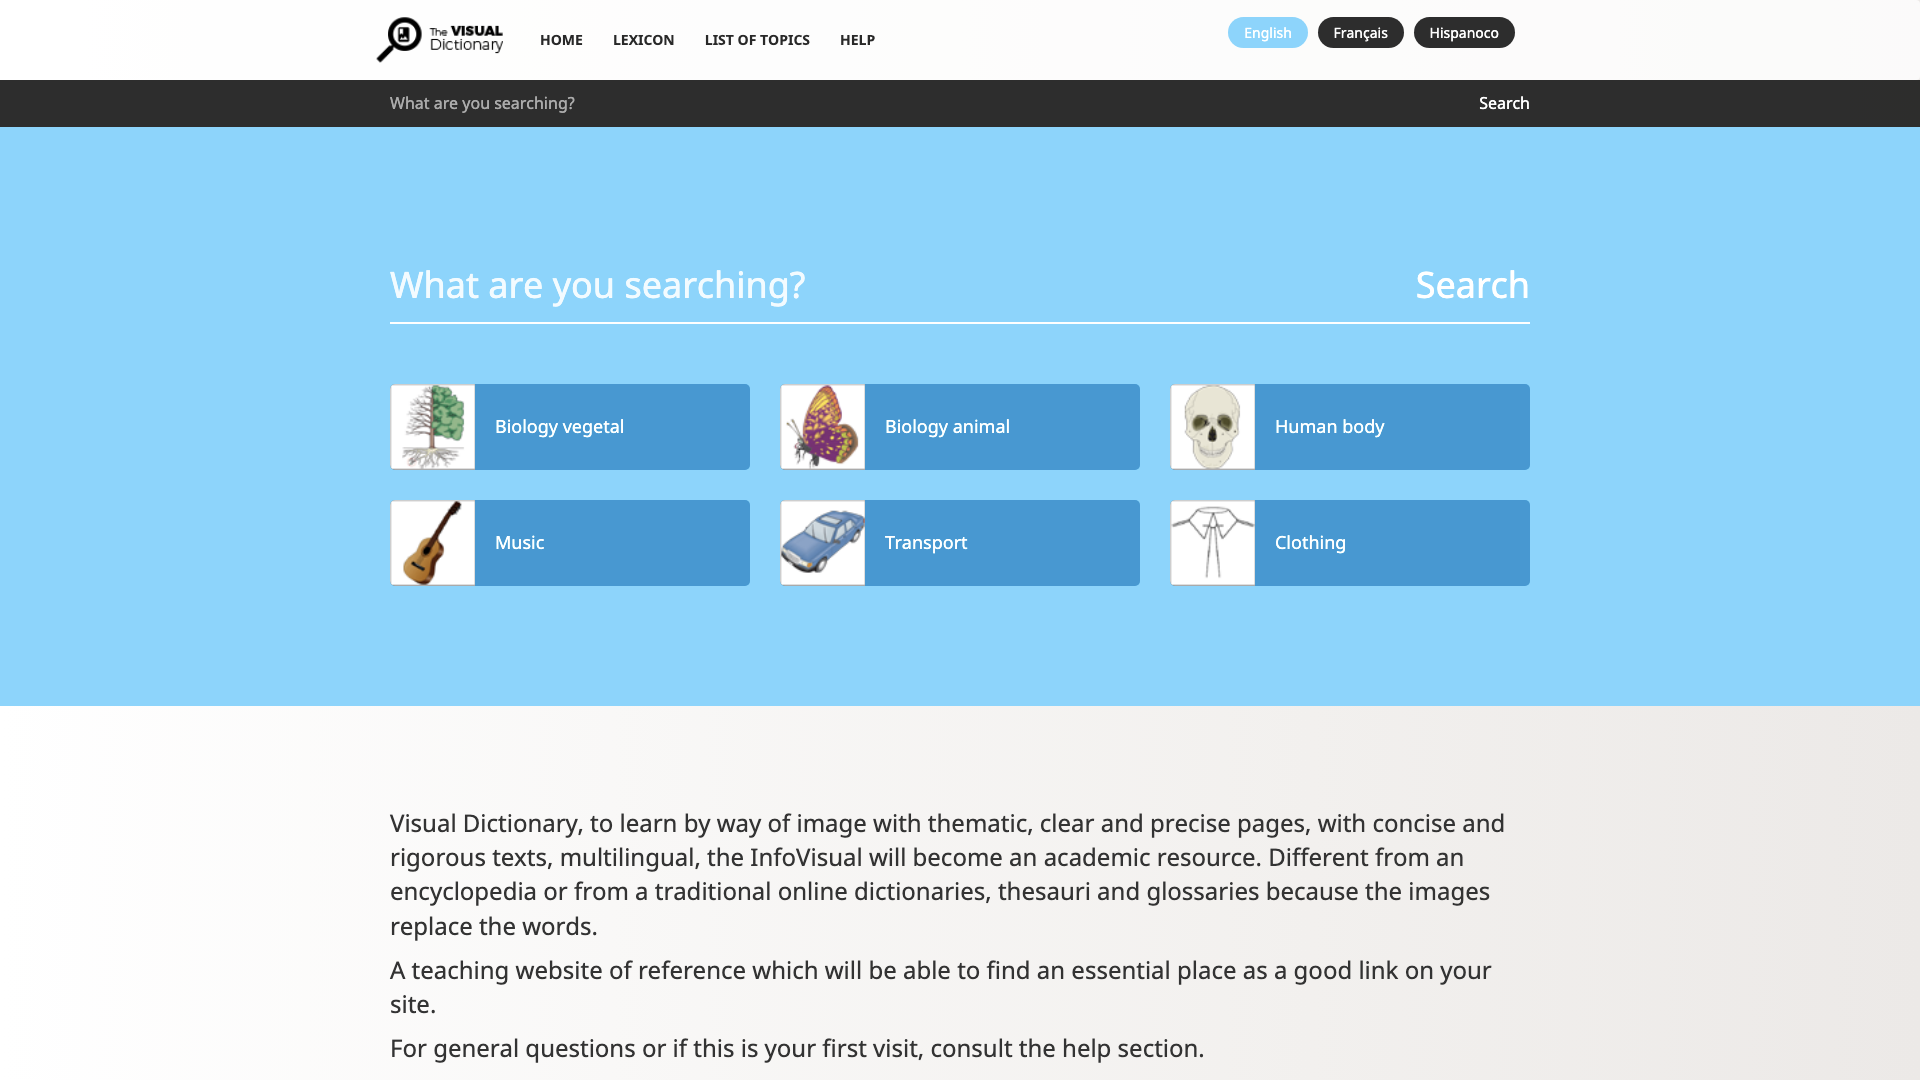 The VISUAL
Dictionary
HOME
LEXICON
LIST OF TOPICS
HELP
English
Français
Hispanoco
What are you searching?
Search
What are you searching?
Search
Biology vegetal
Biology animal
Human body
Music
Transport
Clothing
Visual Dictionary, to learn by way of image with thematic, clear and precise pages, with concise and
rigorous texts, multilingual, the InfoVisual will become an academic resource. Different from an
encyclopedia or from a traditional online dictionaries, thesauri and glossaries because the images
replace the words.
A teaching website of reference which will be able to find an essential place as a good link on your
site.
For general questions or if this is your first visit, consult the help section.